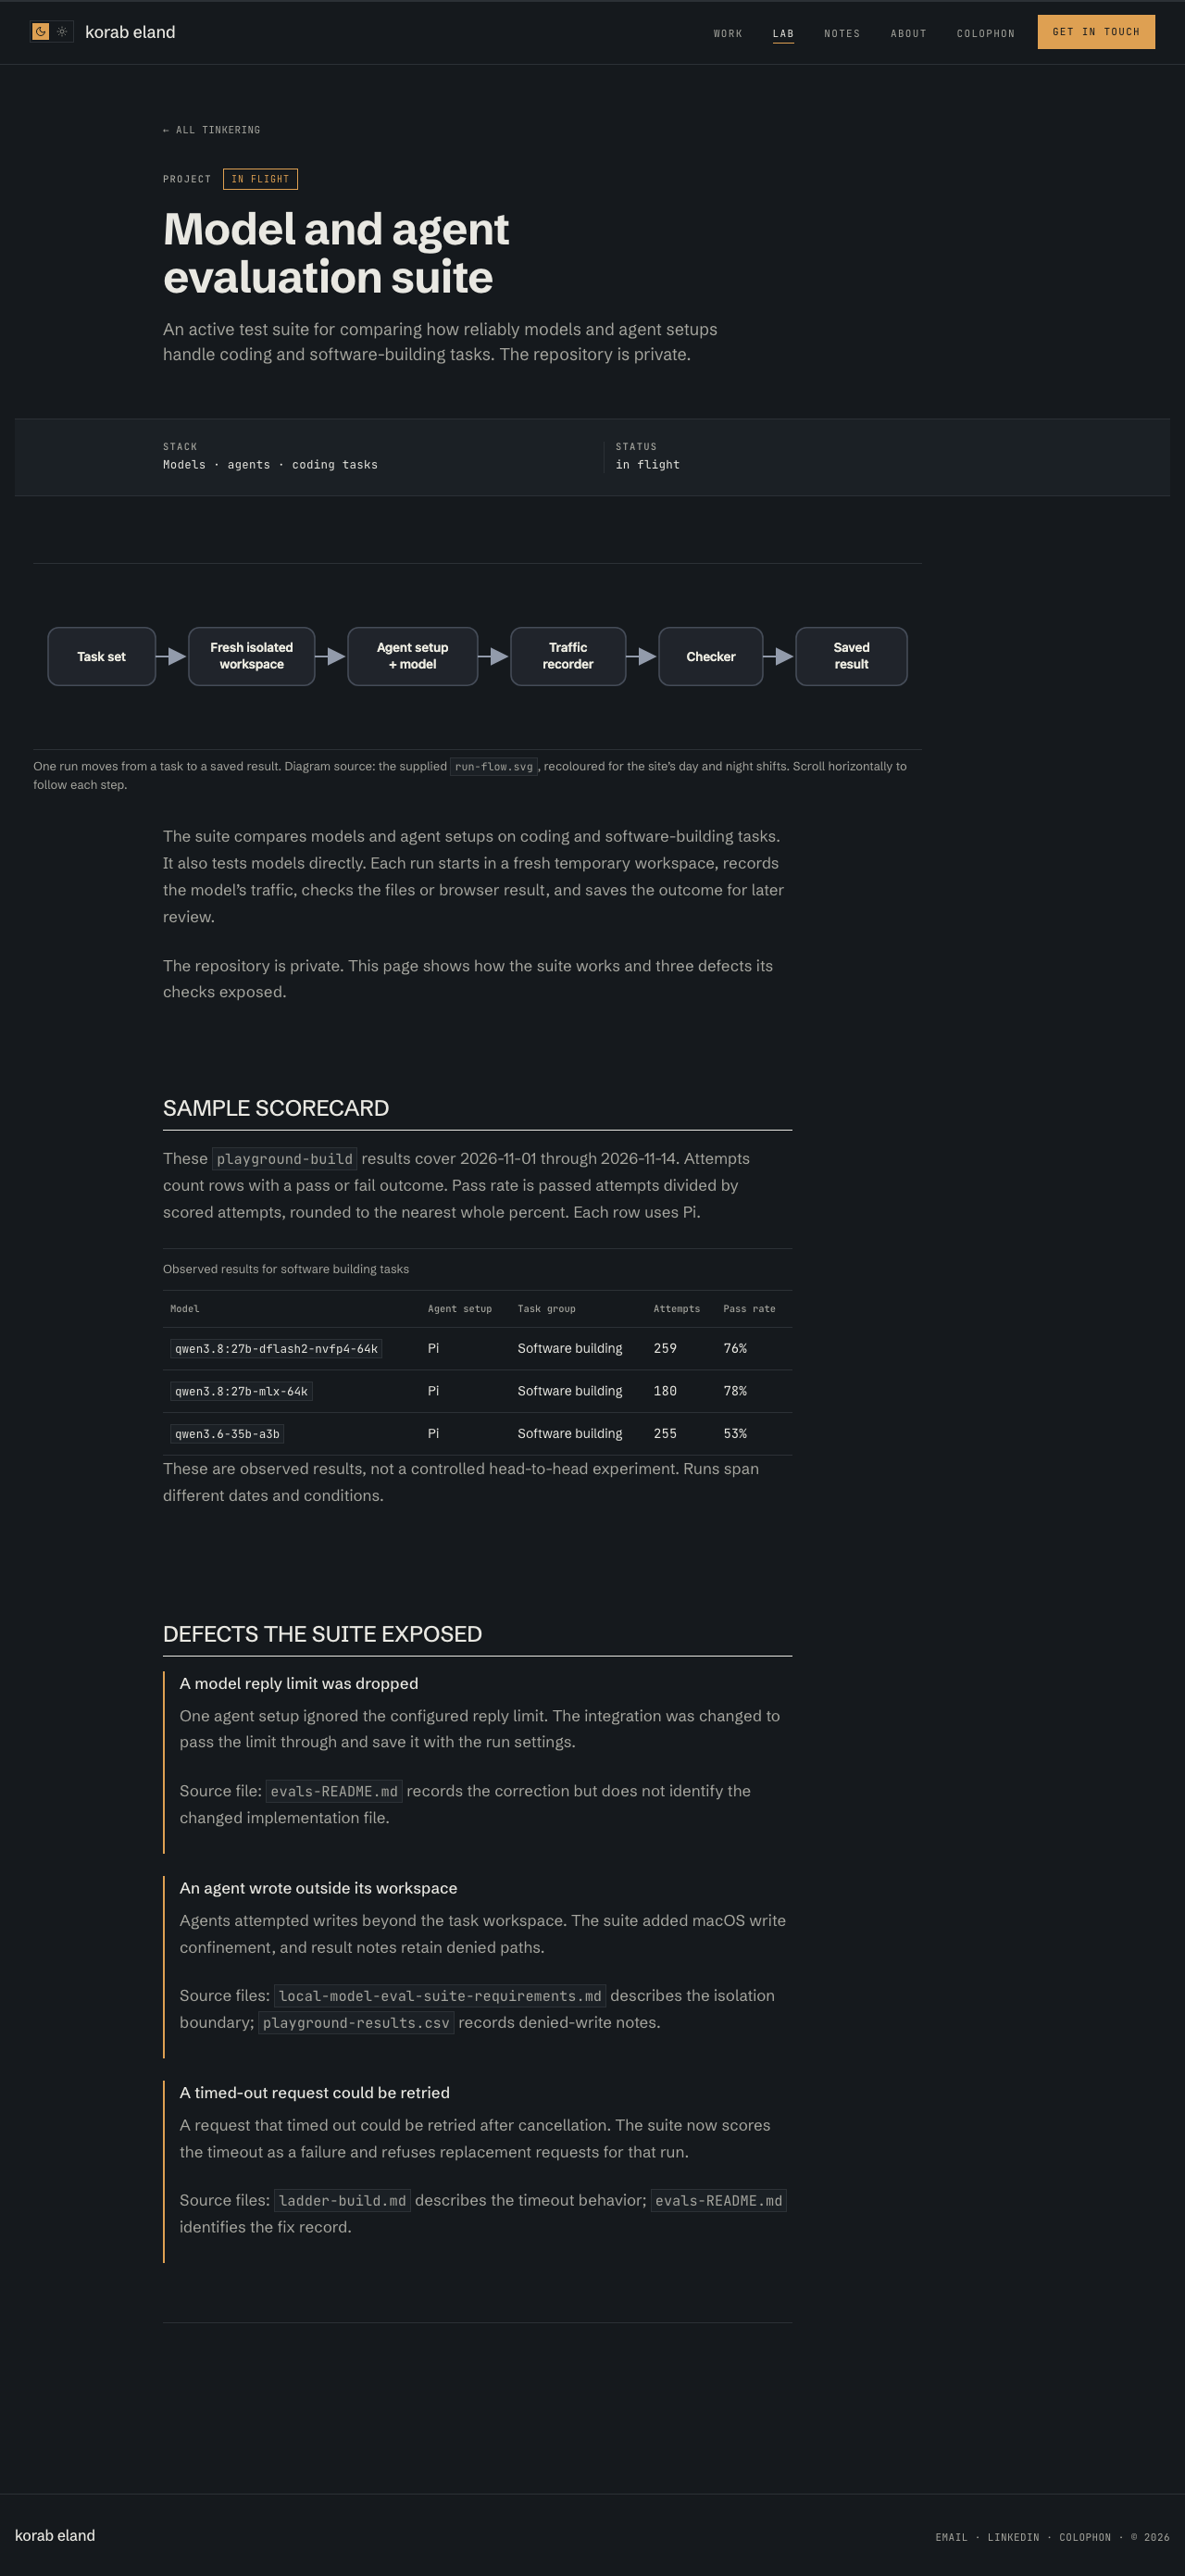 korab eland
WORK LAB NOTES ABOUT COLOPHON GET IN TOUCH
← ALL TINKERING
PROJECT IN FLIGHT
Model and agent
evaluation suite
An active test suite for comparing how reliably models and agent setups
handle coding and software-building tasks. The repository is private.
STACK STATUS
Models · agents · coding tasks in flight
Task set
Fresh isolated
workspace
Agent setup
+ model
Traffic
recorder
Checker
Saved
result
One run moves from a task to a saved result. Diagram source: the supplied run-flow.svg, recoloured for the site's day and night shifts. Scroll horizontally to
follow each step.
The suite compares models and agent setups on coding and software-building tasks.
It also tests models directly. Each run starts in a fresh temporary workspace, records
the model's traffic, checks the files or browser result, and saves the outcome for later
review.
The repository is private. This page shows how the suite works and three defects its
checks exposed.
SAMPLE SCORECARD
These playground-build results cover 2026-11-01 through 2026-11-14. Attempts
count rows with a pass or fail outcome. Pass rate is passed attempts divided by
scored attempts, rounded to the nearest whole percent. Each row uses Pi.
Observed results for software building tasks
Model Agent setup Task group Attempts Pass rate
qwen3.8:27b-dflash2-nvfp4-64k Pi Software building 259 76%
qwen3.8:27b-mlx-64k Pi Software building 180 78%
qwen3.6-35b-a3b Pi Software building 255 53%
These are observed results, not a controlled head-to-head experiment. Runs span
different dates and conditions.
DEFECTS THE SUITE EXPOSED
A model reply limit was dropped
One agent setup ignored the configured reply limit. The integration was changed to
pass the limit through and save it with the run settings.
Source file: evals-README.md records the correction but does not identify the
changed implementation file.
An agent wrote outside its workspace
Agents attempted writes beyond the task workspace. The suite added macOS write
confinement, and result notes retain denied paths.
Source files: local-model-eval-suite-requirements.md describes the isolation
boundary; playground-results.csv records denied-write notes.
A timed-out request could be retried
A request that timed out could be retried after cancellation. The suite now scores
the timeout as a failure and refuses replacement requests for that run.
Source files: ladder-build.md describes the timeout behavior; evals-README.md
identifies the fix record.
korab eland
EMAIL · LINKEDIN · COLOPHON · © 2026